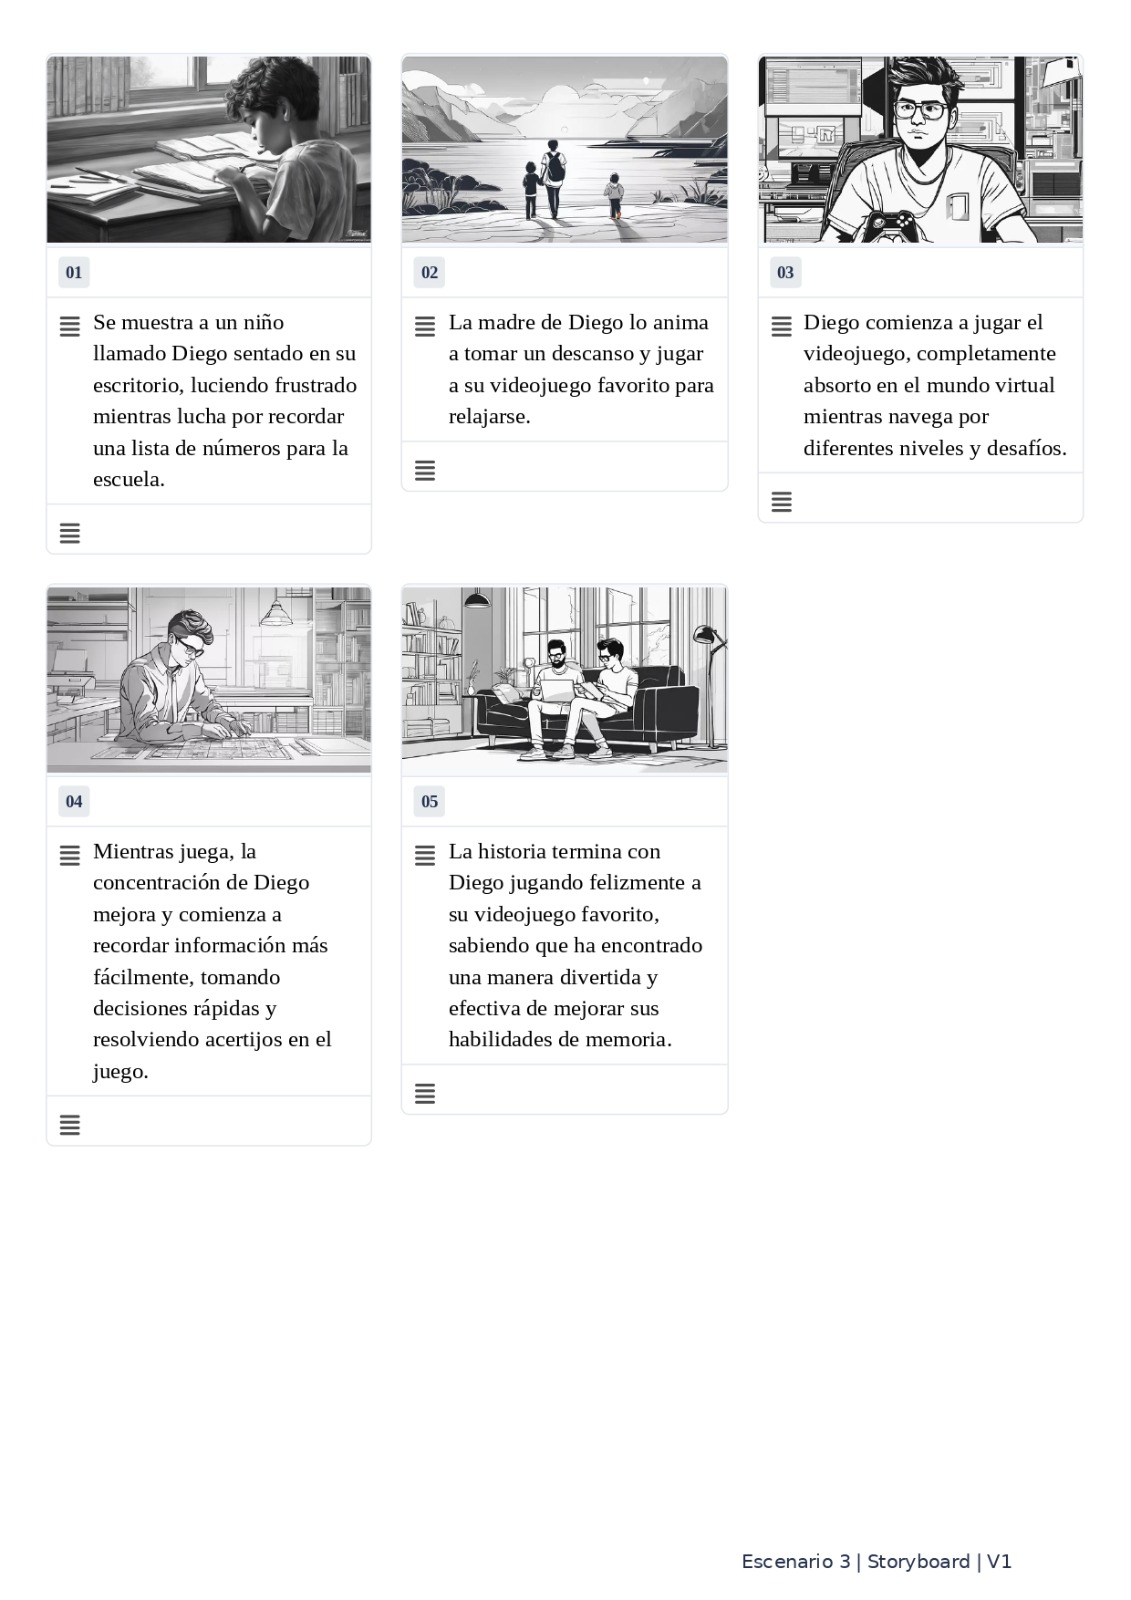 01
Se muestra a un niño
llamado Diego sentado en su
escritorio, luciendo frustrado
mientras lucha por recordar
una lista de números para la
escuela.
02
La madre de Diego lo anima
a tomar un descanso y jugar
a su videojuego favorito para
relajarse.
03
Diego comienza a jugar el
videojuego, completamente
absorto en el mundo virtual
mientras navega por
diferentes niveles y desafíos.
04
Mientras juega, la
concentración de Diego
mejora y comienza a
recordar información más
fácilmente, tomando
decisiones rápidas y
resolviendo acertijos en el
juego.
05
La historia termina con
Diego jugando felizmente a
su videojuego favorito,
sabiendo que ha encontrado
una manera divertida y
efectiva de mejorar sus
habilidades de memoria.
Escenario 3 | Storyboard | V1